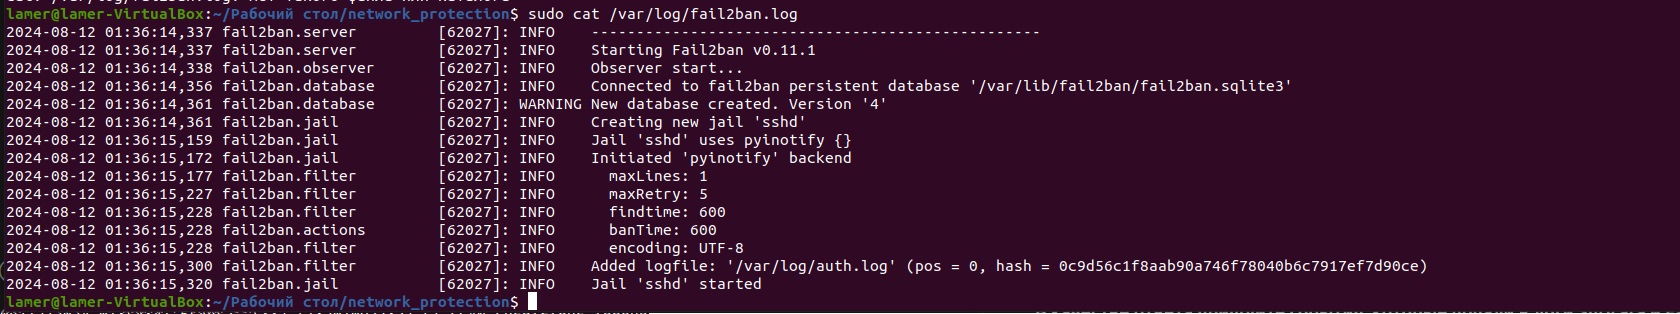 lamer@lamer-VirtualBox:~/Рабочий стол/network_protection$ sudo cat /var/log/fail2ban.log
2024-08-12 01:36:14,337 fail2ban.server         [62027]: INFO    --------------------------------------------------
2024-08-12 01:36:14,337 fail2ban.server         [62027]: INFO    Starting Fail2ban v0.11.1
2024-08-12 01:36:14,338 fail2ban.observer       [62027]: INFO    Observer start...
2024-08-12 01:36:14,356 fail2ban.database       [62027]: INFO    Connected to fail2ban persistent database '/var/lib/fail2ban/fail2ban.sqlite3'
2024-08-12 01:36:14,361 fail2ban.database       [62027]: WARNING New database created. Version '4'
2024-08-12 01:36:14,361 fail2ban.jail           [62027]: INFO    Creating new jail 'sshd'
2024-08-12 01:36:15,159 fail2ban.jail           [62027]: INFO    Jail 'sshd' uses pyinotify {}
2024-08-12 01:36:15,172 fail2ban.jail           [62027]: INFO    Initiated 'pyinotify' backend
2024-08-12 01:36:15,177 fail2ban.filter         [62027]: INFO      maxLines: 1
2024-08-12 01:36:15,227 fail2ban.filter         [62027]: INFO      maxRetry: 5
2024-08-12 01:36:15,228 fail2ban.filter         [62027]: INFO      findtime: 600
2024-08-12 01:36:15,228 fail2ban.actions        [62027]: INFO      banTime: 600
2024-08-12 01:36:15,228 fail2ban.filter         [62027]: INFO      encoding: UTF-8
2024-08-12 01:36:15,300 fail2ban.filter         [62027]: INFO    Added logfile: '/var/log/auth.log' (pos = 0, hash = 0c9d56c1f8aab90a746f78040b6c7917ef7d90ce)
2024-08-12 01:36:15,320 fail2ban.jail           [62027]: INFO    Jail 'sshd' started
lamer@lamer-VirtualBox:~/Рабочий стол/network_protection$